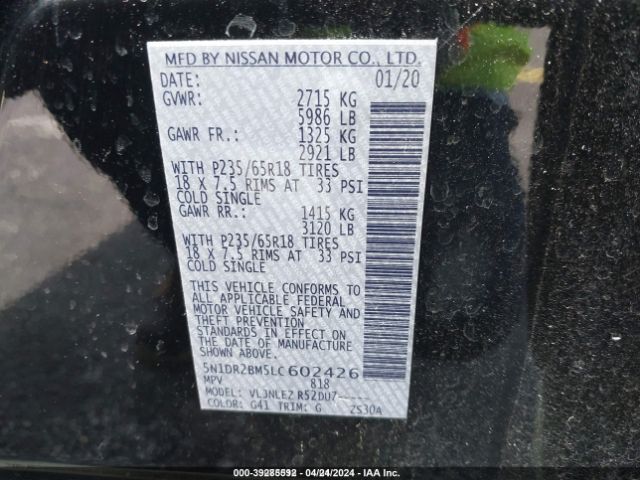 MFD BY NISSAN MOTOR CO., LTD.
DATE: 01/20
GVWR: 2715 KG
5986 LB
GAWR FR.: 1325 KG
2921 LB
WITH P235/65R18 TIRES
18 X 7.5 RIMS AT 33 PSI
COLD SINGLE
GAWR RR.: 1415 KG
3120 LB
WITH P235/65R18 TIRES
18 X 7.5 RIMS AT 33 PSI
COLD SINGLE
THIS VEHICLE CONFORMS TO
ALL APPLICABLE FEDERAL
MOTOR VEHICLE SAFETY AND
THEFT PREVENTION
STANDARDS IN EFFECT ON
THE DATE OF MANUFACTURE
SHOWN ABOVE.
5N1DR2BM5LC602426
MPV 818
MODEL: VL3NLEZ R52DU7-----
COLOR: G41 TRIM: G ZS30A
04/24/2024 - IAA Inc.